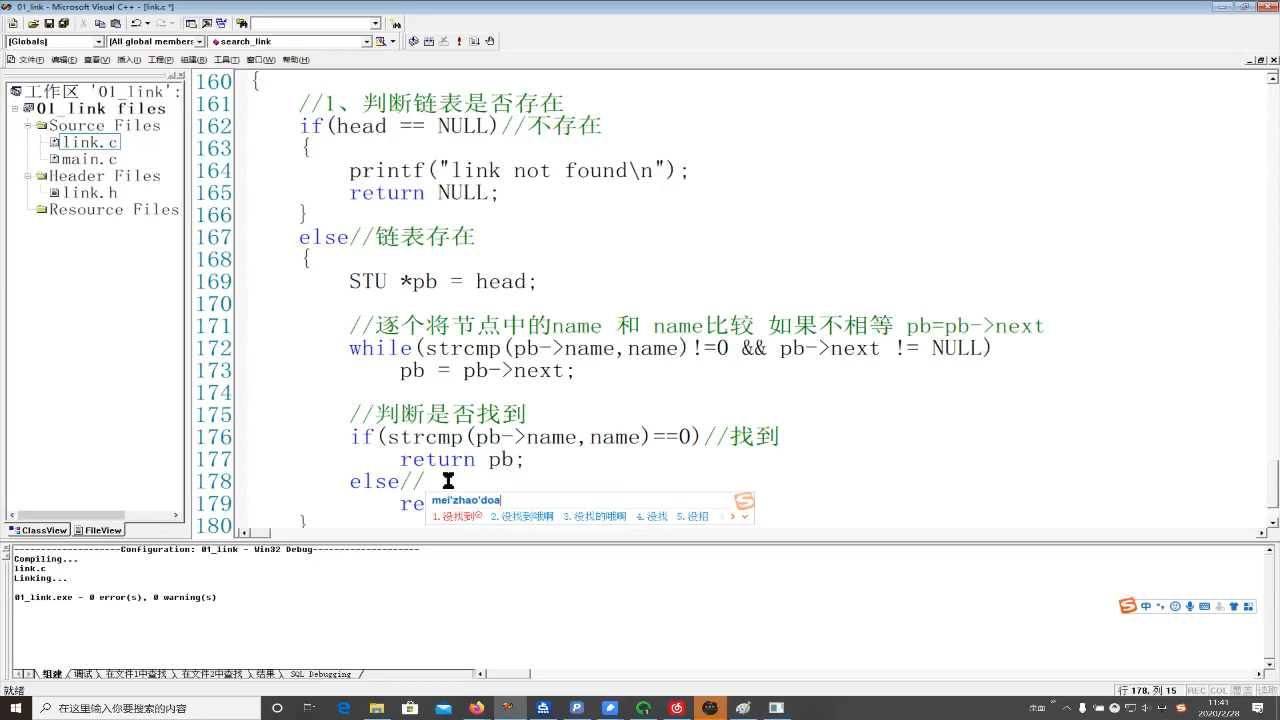 01_link - Microsoft Visual C++ - [link.c *]
(Globals) (All global member: search_link
文件(F) 编辑(E) 查看(V) 插入(I) 工程(P) 组建(B) 工具(T) 窗口(W) 帮助(H)
工作区 '01_link':
01_link files
Source Files
link.c
main.c
Header Files
link.h
Resource Files
ClassView FileView
160 {
161 //1、判断链表是否存在
162 if(head == NULL)//不存在
163 {
164 printf("link not found\n");
165 return NULL;
166 }
167 else//链表存在
168 {
169 STU *pb = head;
170
171 //逐个将节点中的name 和 name比较 如果不相等 pb=pb->next
172 while(strcmp(pb->name,name)!=0 && pb->next != NULL)
173 pb = pb->next;
174
175 //判断是否找到
176 if(strcmp(pb->name,name)==0)//找到
177 return pb;
178 else//
mei'zhao'doa
179 re
1.没找到 2.没找到哦啊 3.没找的哦啊 4.没找 5.没招
180 }
--------------------Configuration: 01_link - Win32 Debug--------------------
Compiling...
link.c
Linking...
01_link.exe - 0 error(s), 0 warning(s)
中
组建 调试 在文件1中查找 在文件2中查找 结果 SQL Debugging
就绪 行 178, 列 15 REC COL 覆盖 读取
在这里输入你要搜索的内容 桌面 中 15:41 2020/2/28